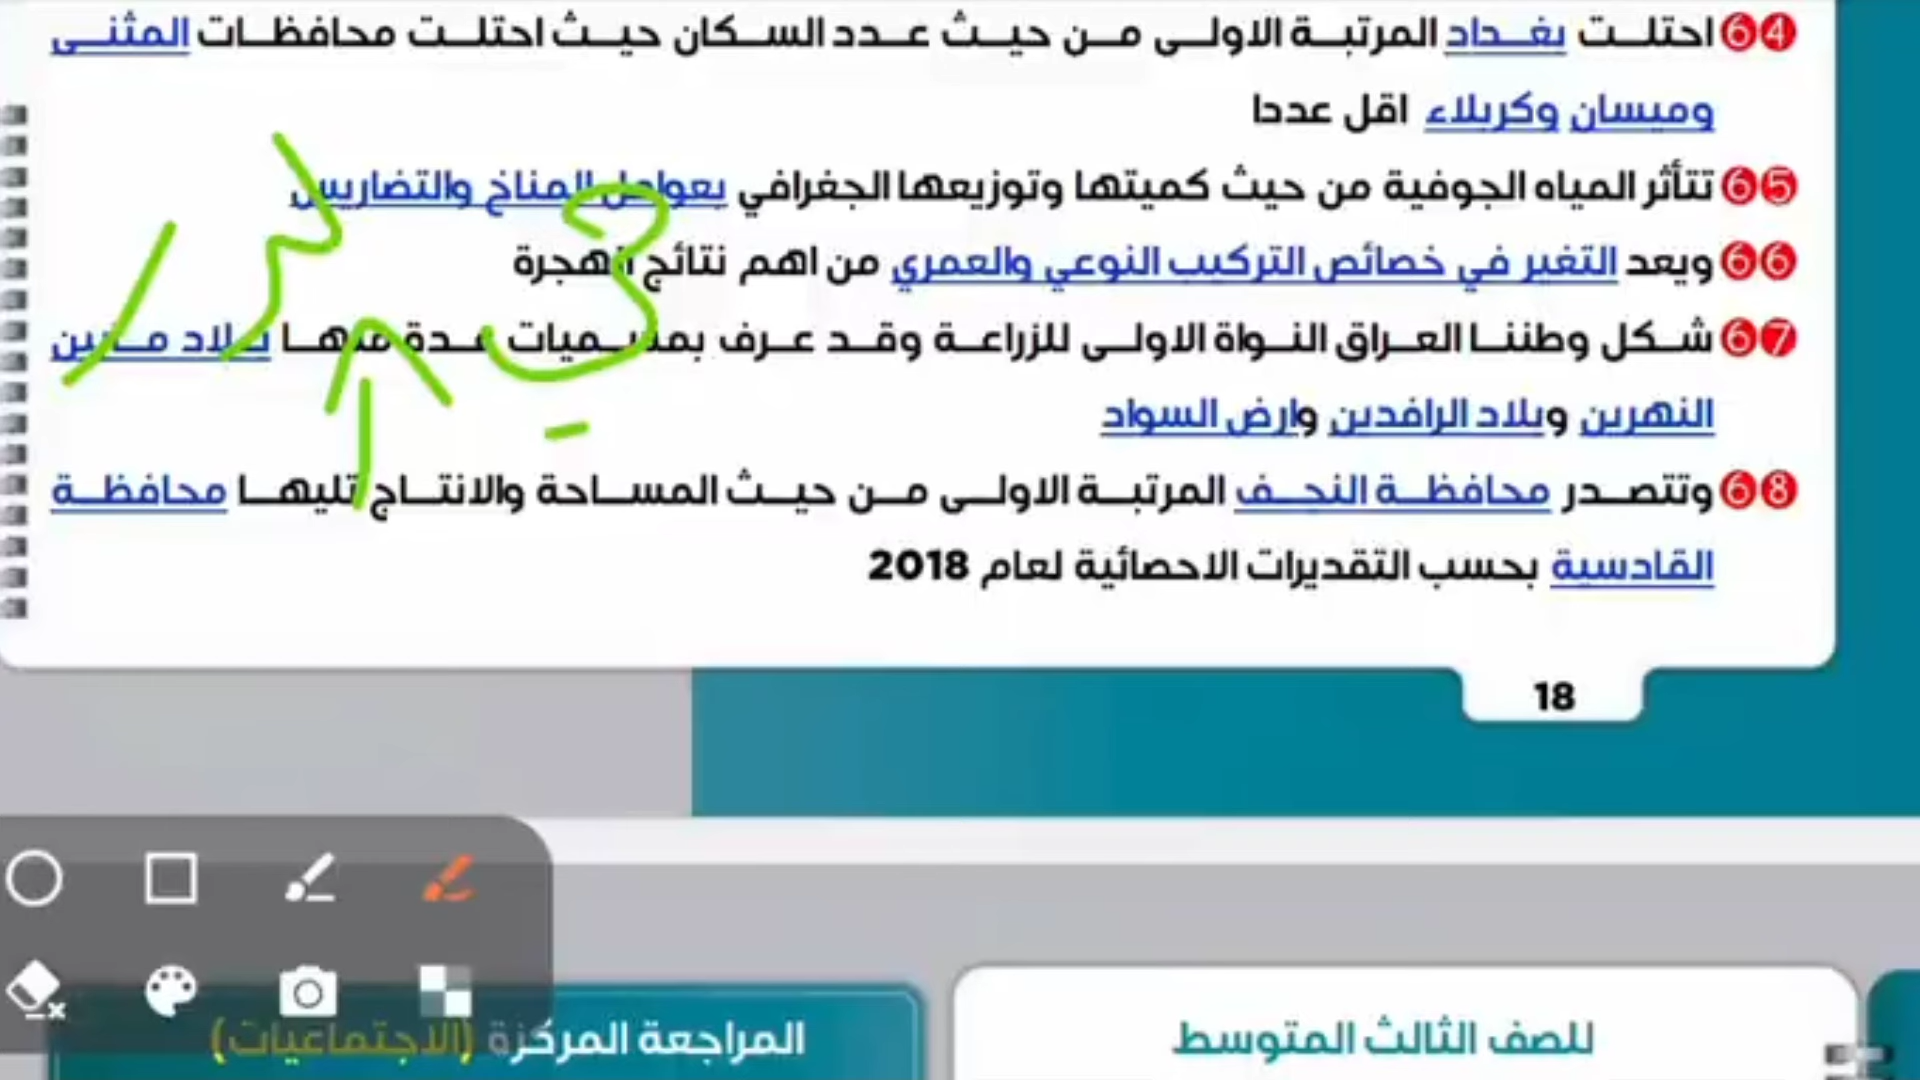 64 احتلت بغداد المرتبة الاولى من حيث عدد السكان حيث احتلت محافظات المثنى
وميسان وكربلاء اقل عددا
65 تتأثر المياه الجوفية من حيث كميتها وتوزيعها الجغرافي بعوامل المناخ والتضاريس
66 ويعد التغير في خصائص التركيب النوعي والعمري من اهم نتائج الهجرة
67 شكل وطننا العراق النواة الاولى للزراعة وقد عرف بمسميات عدة منها بلاد مابين
النهرين وبلاد الرافدين وارض السواد
68 وتتصدر محافظة النجف المرتبة الاولى من حيث المساحة والانتاج تليها محافظة
القادسية بحسب التقديرات الاحصائية لعام 2018
18
للصف الثالث المتوسط
المراجعة المركزة (الاجتماعيات)